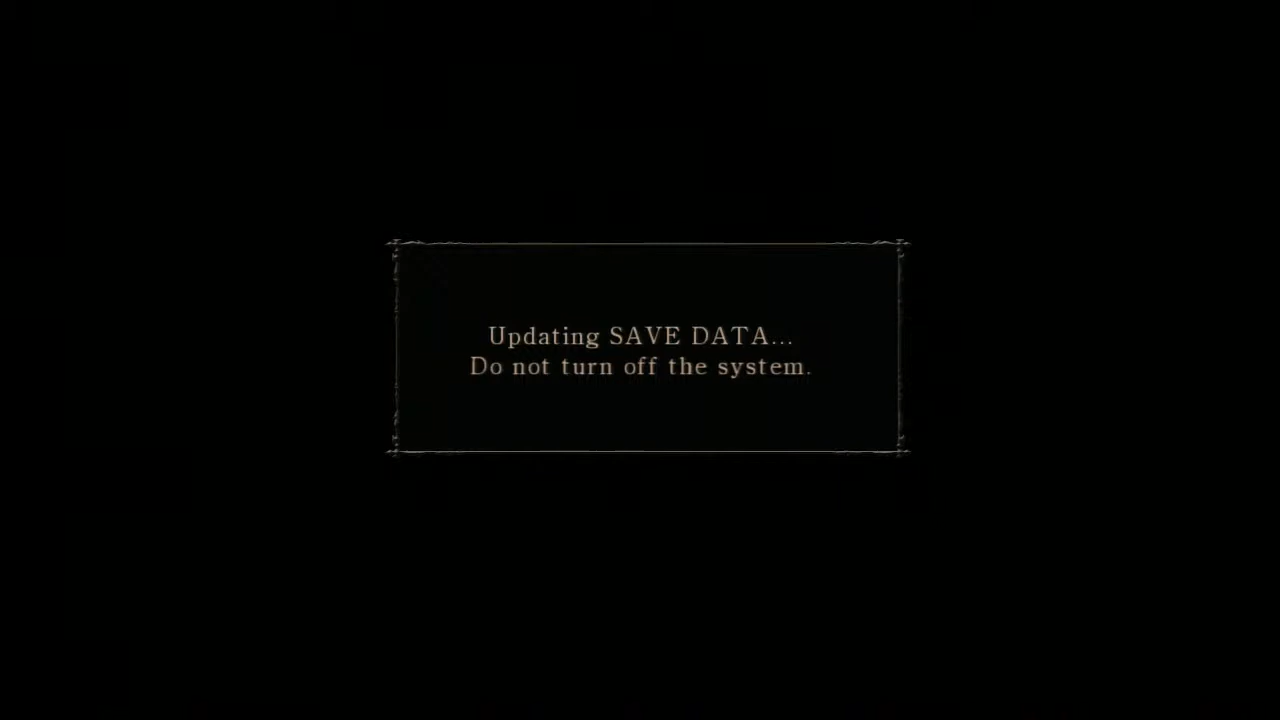 Updating SAVE DATA...
Do not turn off the system.